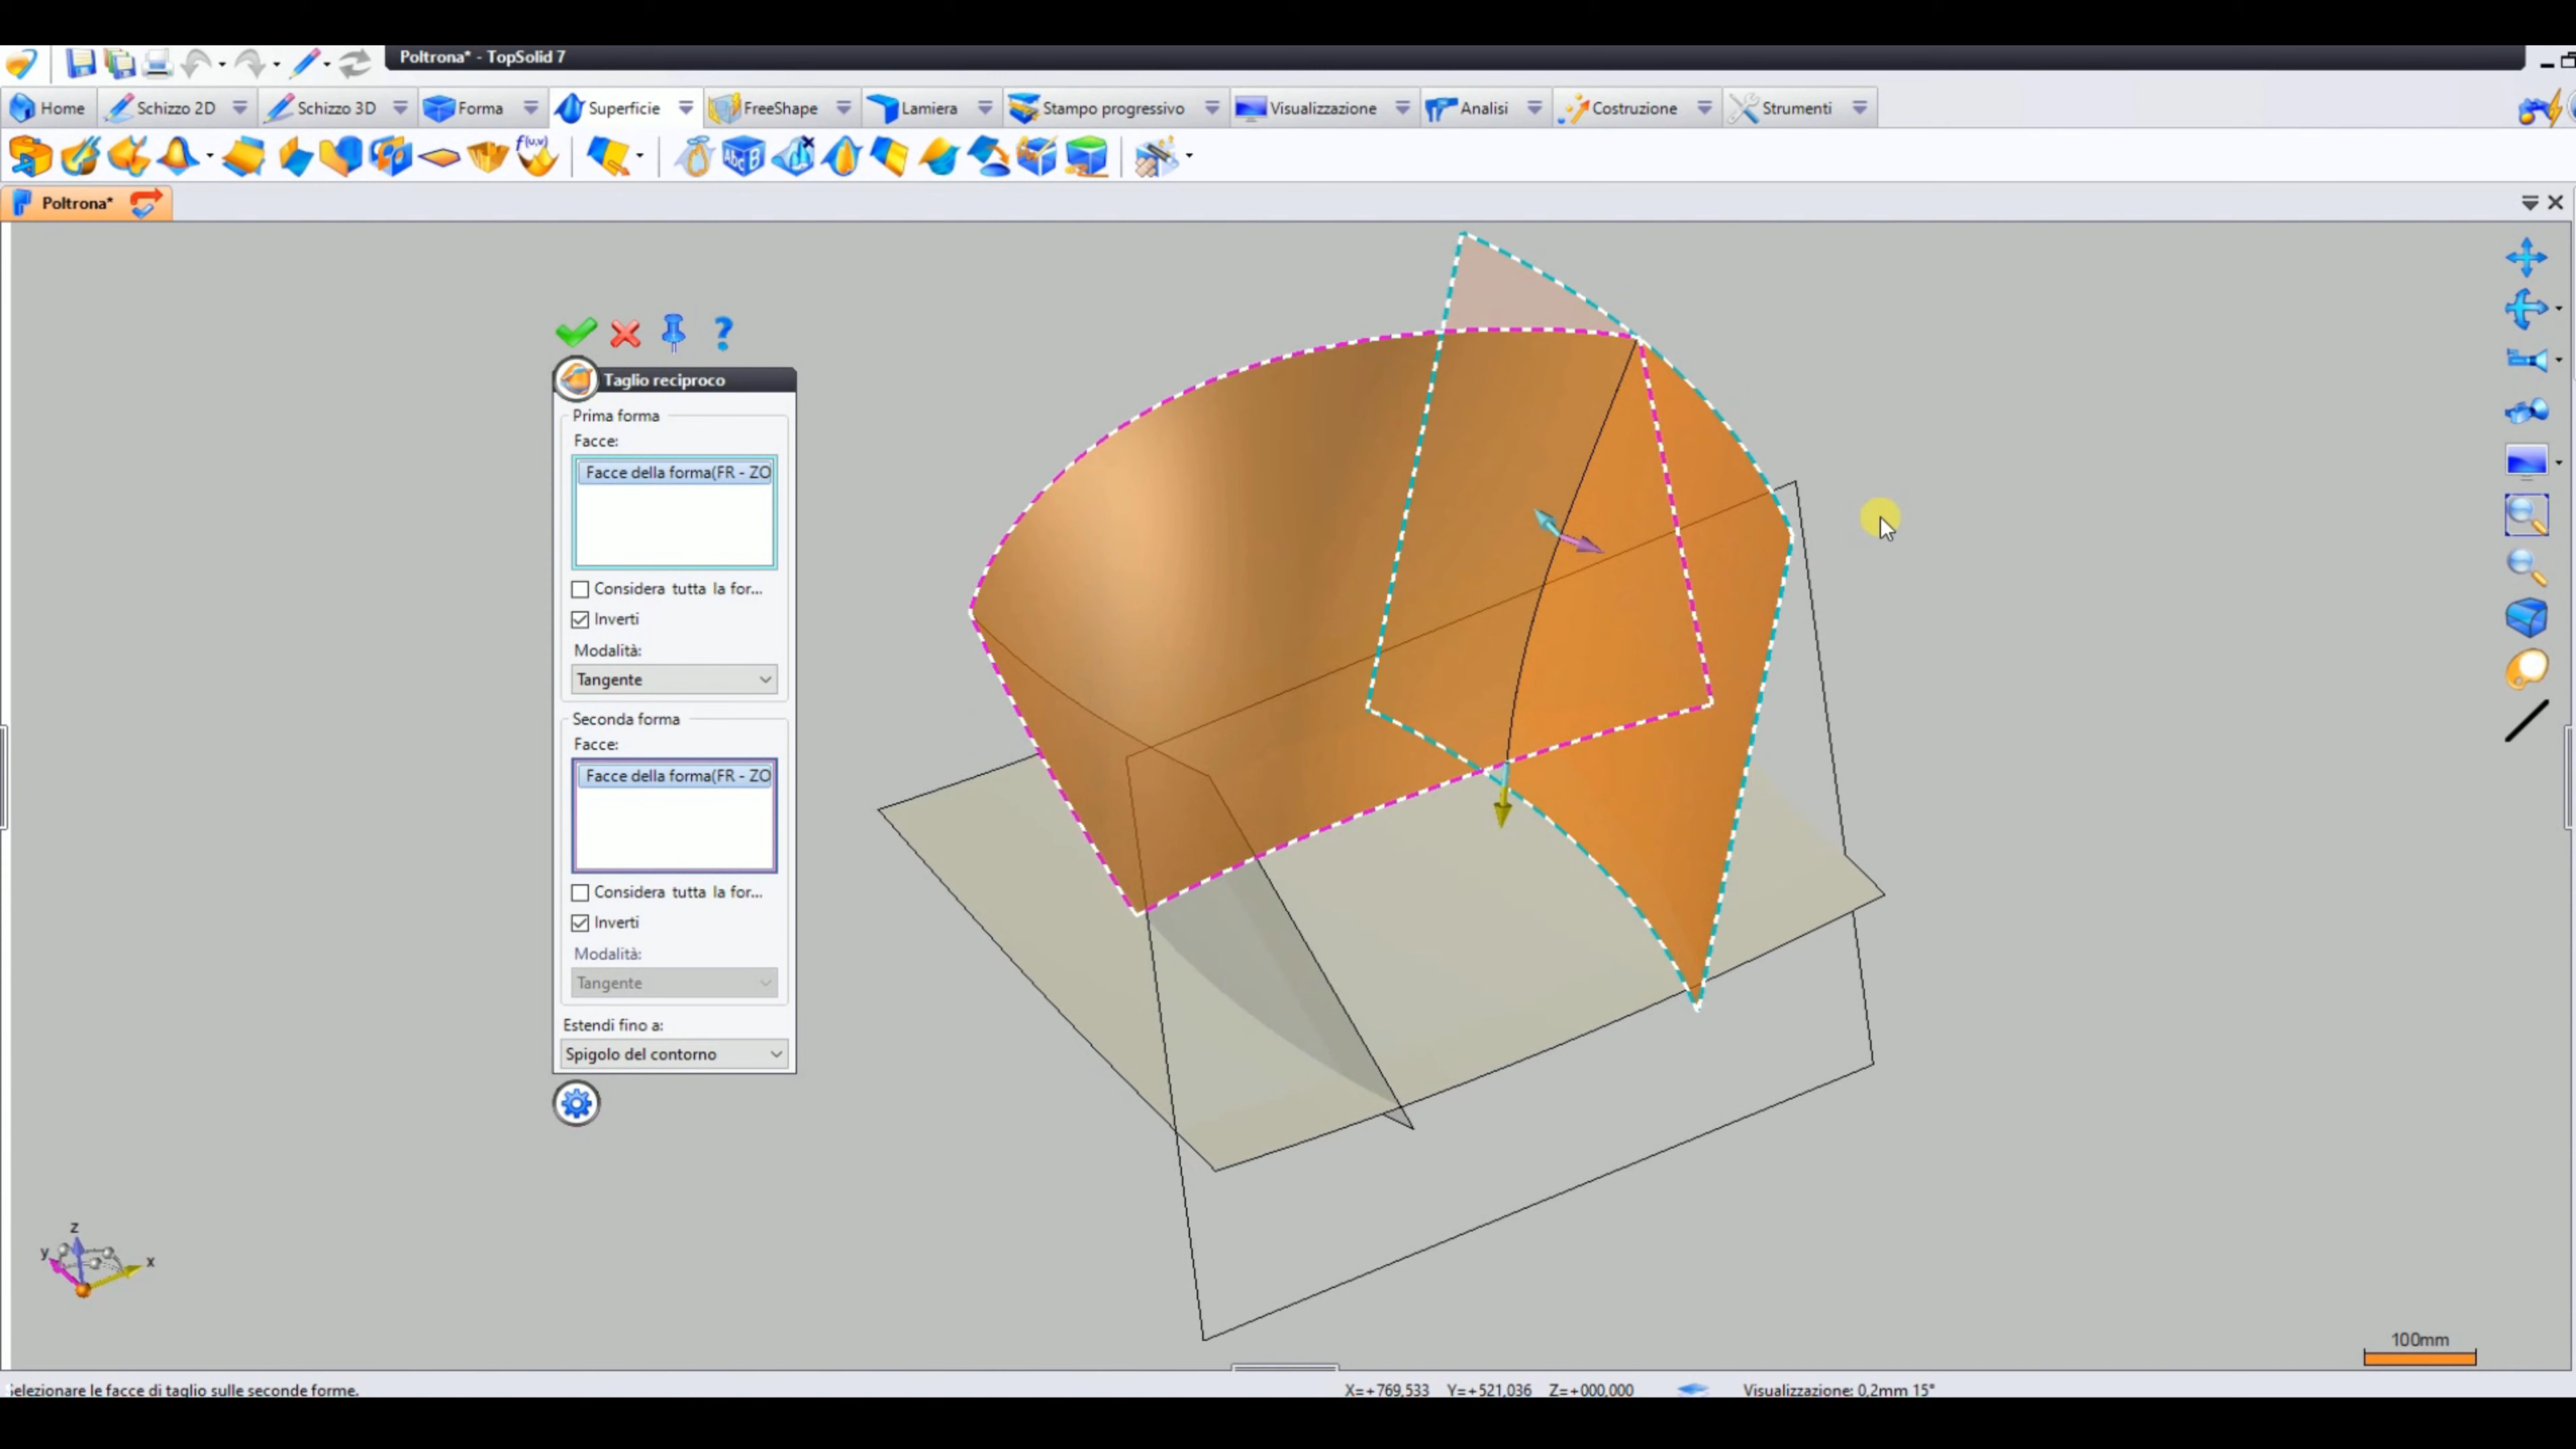 Poltrona* - TopSolid 7
Home Schizzo 2D Schizzo 3D Forma Superficie FreeShape Lamiera Stampo progressivo Visualizzazione Analisi Costruzione Strumenti
f(u,v)
Abc B
Poltrona*
Taglio reciproco
Prima forma
Facce:
Facce della forma(FR - ZO
Considera tutta la for...
Inverti
Modalità:
Tangente
Seconda forma
Facce:
Facce della forma(FR - ZO
Considera tutta la for...
Inverti
Modalità:
Tangente
Estendi fino a:
Spigolo del contorno
z
y
x
100mm
ielezionare le facce di taglio sulle seconde forme.
X=+769,533 Y=+521,036 Z=+000,000 Visualizzazione: 0,2mm 15°